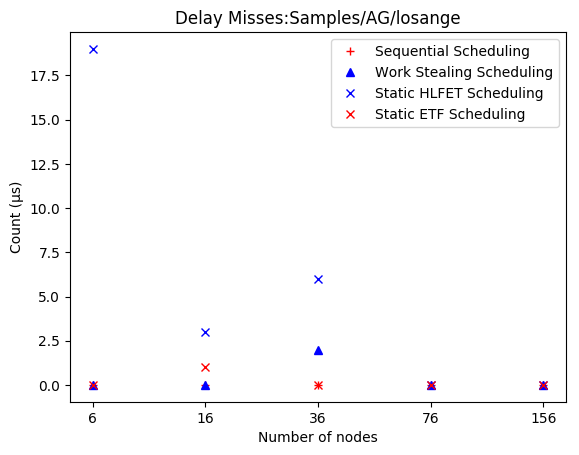 Delay Misses:Samples/AG/losange
Sequential Scheduling
Work Stealing Scheduling
Static HLFET Scheduling
Static ETF Scheduling
Count (µs)
17.5
15.0
12.5
10.0
7.5
5.0
2.5
0.0
6 16 36 76 156
Number of nodes